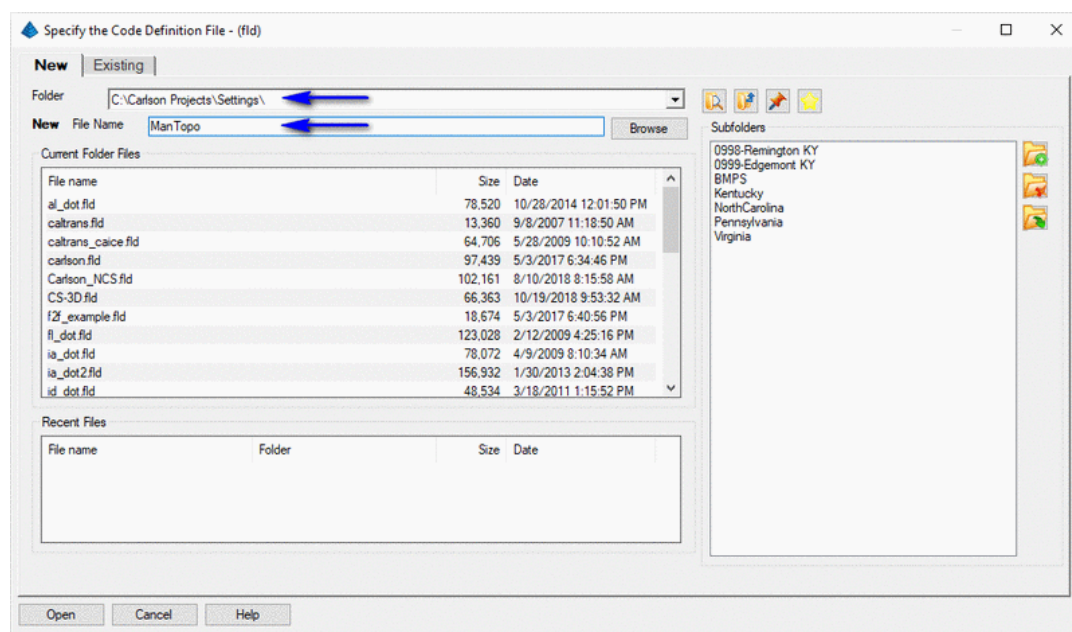 Specify the Code Definition File - (fld)
New Existing
Folder C:\Carlson Projects\Settings\
New File Name ManTopo Browse
Current Folder Files
File name Size Date
al_dot.fld 78,520 10/28/2014 12:01:50 PM
caltrans.fld 13,360 9/8/2007 11:18:50 AM
caltrans_caice.fld 64,706 5/28/2009 10:10:52 AM
carlson.fld 97,439 5/3/2017 6:34:46 PM
Carlson_NCS.fld 102,161 8/10/2018 8:15:58 AM
CS-3D.fld 66,363 10/19/2018 9:53:32 AM
f2f_example.fld 18,674 5/3/2017 6:40:56 PM
fl_dot.fld 123,028 2/12/2009 4:25:16 PM
ia_dot.fld 78,072 4/9/2009 8:10:34 AM
ia_dot2.fld 156,932 1/30/2013 2:04:38 PM
id_dot.fld 48,534 3/18/2011 1:15:52 PM
Recent Files
File name Folder Size Date
Subfolders
0998-Remington KY
0999-Edgemont KY
BMPS
Kentucky
NorthCarolina
Pennsylvania
Virginia
Open Cancel Help